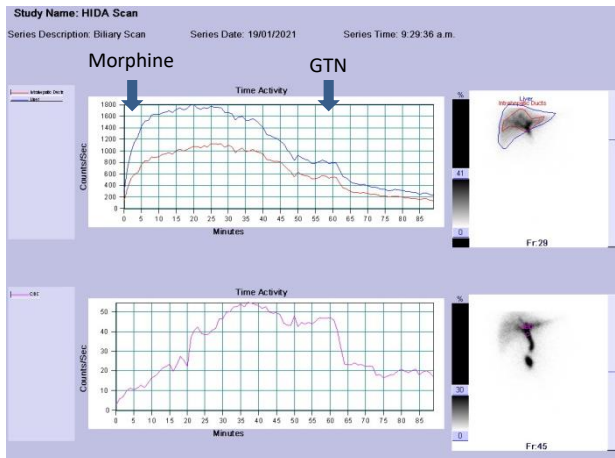 Study Name: HIDA Scan
Series Description: Biliary Scan Series Date: 19/01/2021 Series Time: 9:29:36 a.m.
Morphine GTN
Intrahepatic Ducts
Liver
Time Activity
Counts/Sec
1800
1600
1400
1200
1000
800
600
400
200
0
0 5 10 15 20 25 30 35 40 45 50 55 60 65 70 75 80 85
Minutes
%
41
0
Liver
Intrahepatic Ducts
Fr:29
Time Activity
Counts/Sec
50
40
30
20
10
0
0 5 10 15 20 25 30 35 40 45 50 55 60 65 70 75 80 85
Minutes
%
30
0
Fr:45